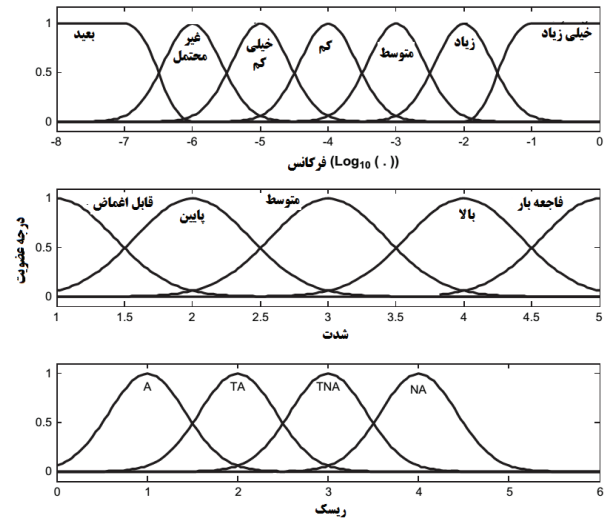 1
0.5
0
بعید
غیر
محتمل
خیلی
کم
کم
متوسط
زیاد
خیلی زیاد
-8 -7 -6 -5 -4 -3 -2 -1 0
فرکانس (Log10 ( . ))
درجه عضویت
1
0.5
0
قابل اغماض
پایین
متوسط
بالا
فاجعه بار
1 1.5 2 2.5 3 3.5 4 4.5 5
شدت
1
0.5
0
A TA TNA NA
0 1 2 3 4 5 6
ریسک